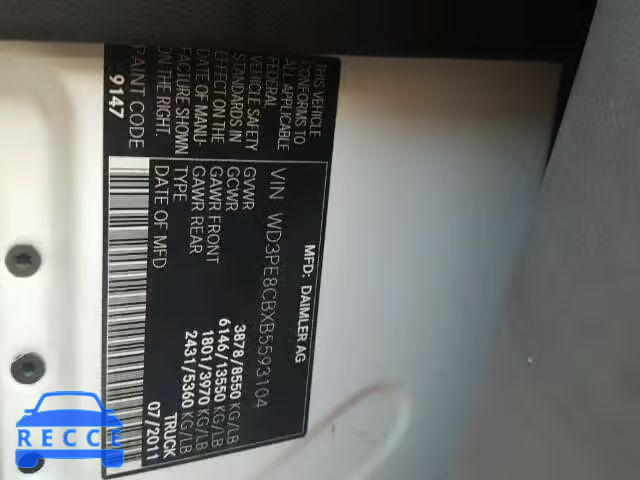 MFD: DAIMLER AG
VIN WD3PE8CBXB5593104
GVWR 3878/8550 KG/LB
GCWR 6146/13550 KG/LB
GAWR FRONT 1801/3970 KG/LB
GAWR REAR 2431/5360 KG/LB
TYPE TRUCK
DATE OF MFD 07/2011
THIS VEHICLE
CONFORMS TO
ALL APPLICABLE
FEDERAL
VEHICLE SAFETY
STANDARDS IN
EFFECT ON THE
DATE OF MANU-
FACTURE SHOWN
ON THE RIGHT.
PAINT CODE
9147
RECCE